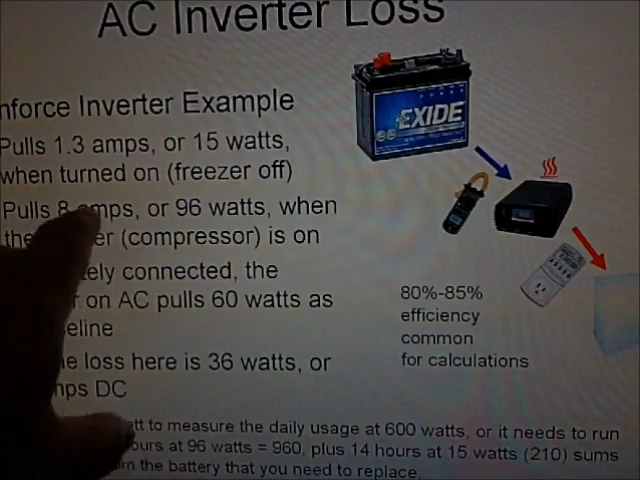 AC Inverter Loss
nforce Inverter Example
Pulls 1.3 amps, or 15 watts,
when turned on (freezer off)
Pulls 8 amps, or 96 watts, when
(compressor) is on
connected, the
on AC pulls 60 watts as
loss here is 36 watts, or
DC
EXIDE
80%-85%
efficiency
common
for calculations
to measure the daily usage at 600 watts, or it needs to run
at 96 watts = 960, plus 14 hours at 15 watts (210) sums
the battery that you need to replace.